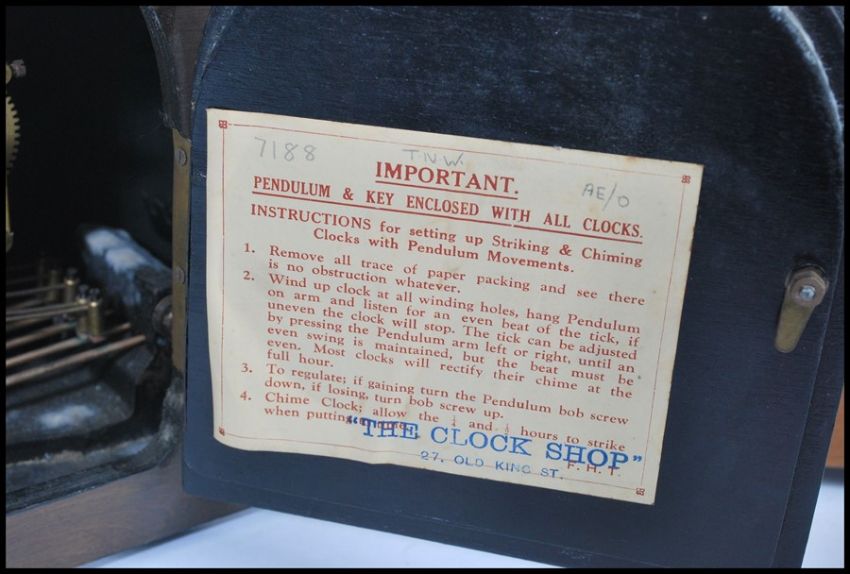 7188
T.N.W.
AE/O
IMPORTANT.
PENDULUM & KEY ENCLOSED WITH ALL CLOCKS.
INSTRUCTIONS for setting up Striking & Chiming
Clocks with Pendulum Movements.
1. Remove all trace of paper packing and see there
is no obstruction whatever.
2. Wind up clock at all winding holes, hang Pendulum
on arm and listen for an even beat of the tick, if
uneven the clock will stop. The tick can be adjusted
by pressing the Pendulum arm left or right, until an
even swing is maintained, but the beat must be
even. Most clocks will rectify their chime at the
full hour.
3. To regulate; if gaining turn the Pendulum bob screw
down, if losing, turn bob screw up.
4. Chime Clock; allow the ¼ and ½ hours to strike
when putting
"THE CLOCK SHOP"
27, OLD KING ST.
F. H. T.